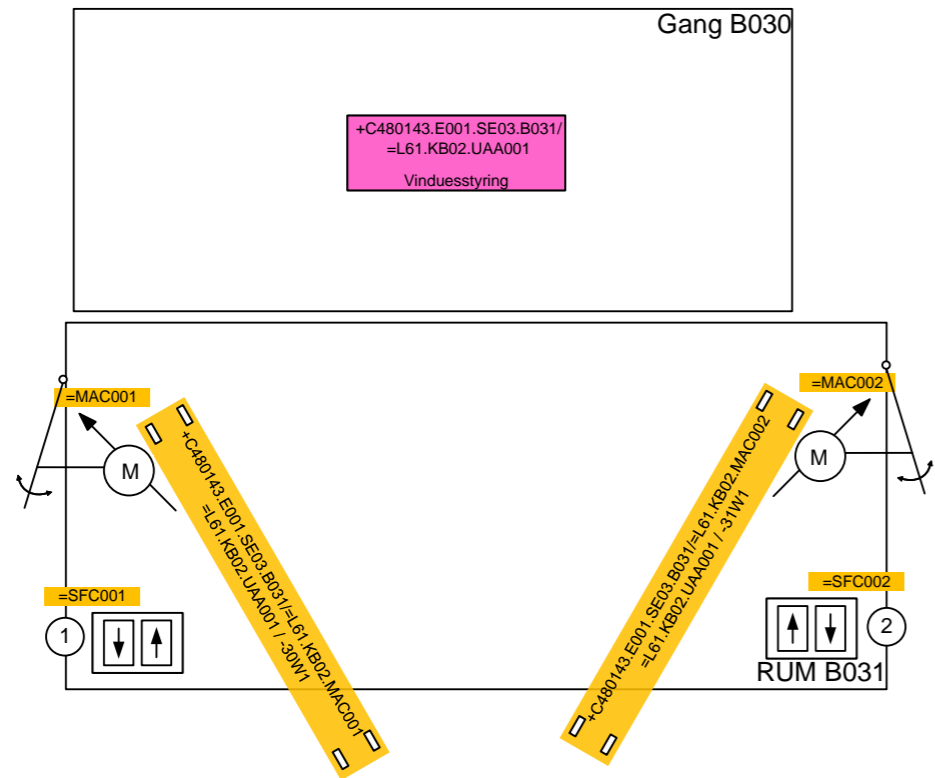 Gang B030
+C480143.E001.SE03.B031/
=L61.KB02.UAA001
Vinduesstyring
=MAC001
=MAC002
M
M
+C480143.E001.SE03.B031/=L61.KB02.MAC001
=L61.KB02.UAA001 / -30W1
+C480143.E001.SE03.B031/=L61.KB02.MAC002
=L61.KB02.UAA001 / -31W1
=SFC001
=SFC002
1
2
RUM B031